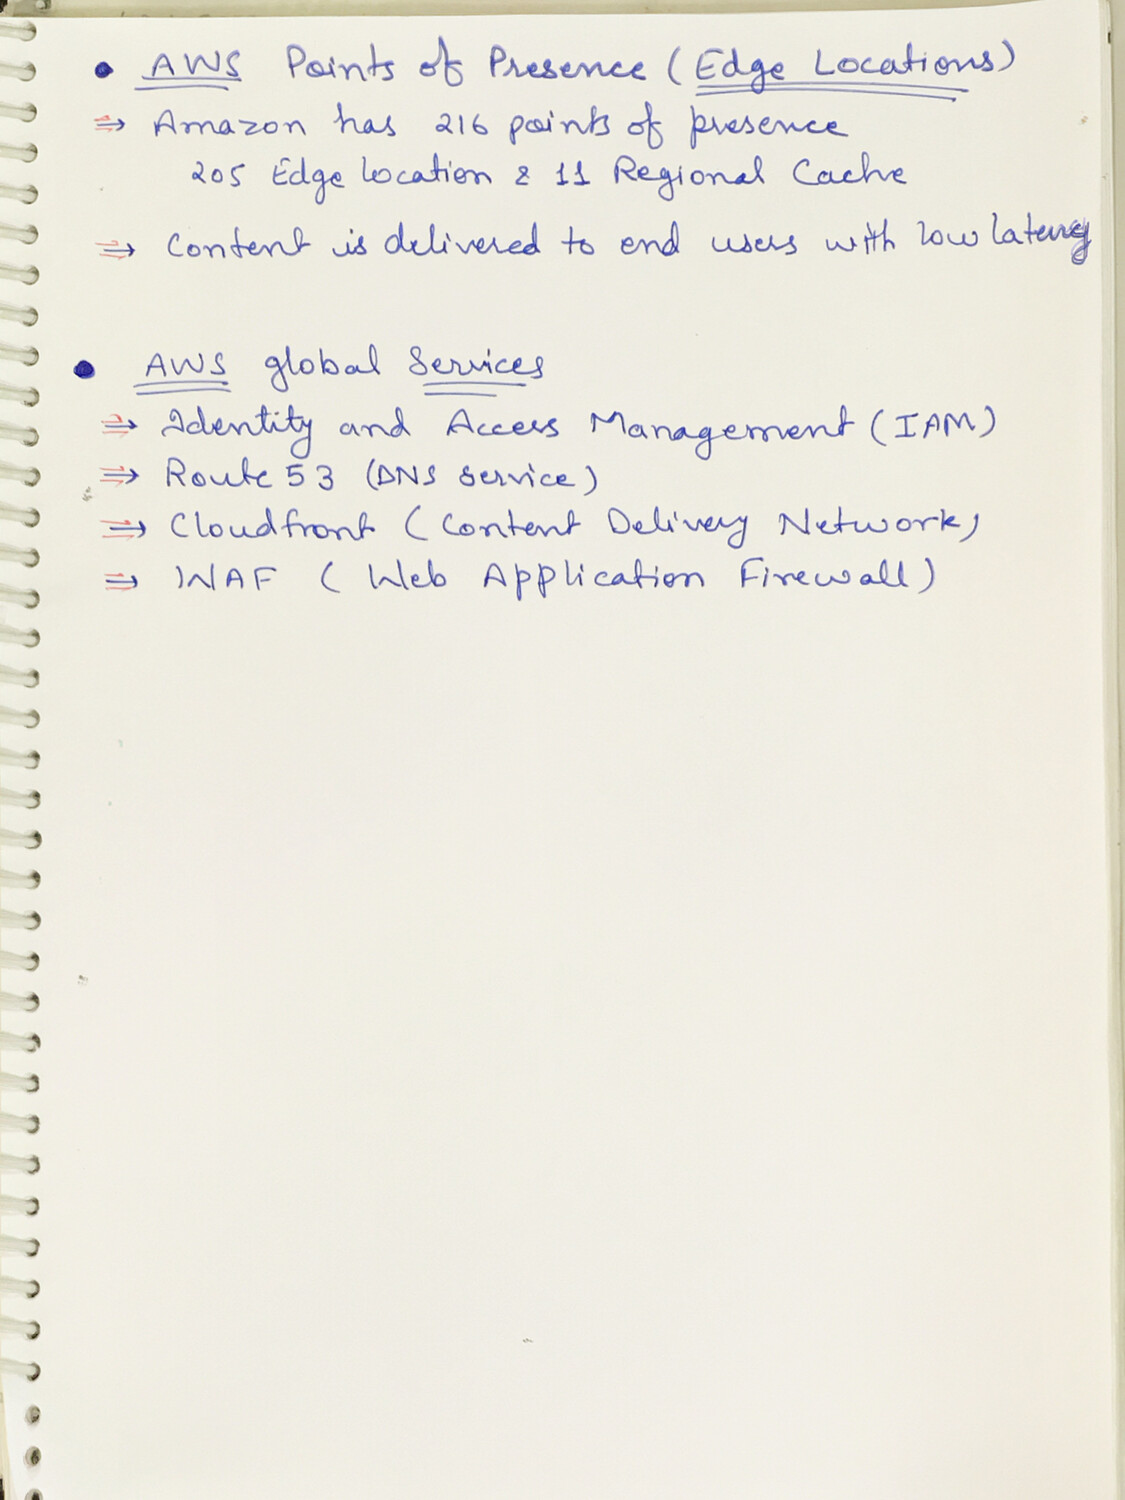 • AWS Points of Presence (Edge Locations)
⇒ Amazon has 216 points of presence
205 Edge location & 11 Regional Cache
⇒ Content is delivered to end users with low latency
• AWS global Services
⇒ Identity and Access Management (IAM)
⇒ Route 53 (DNS Service)
⇒ Cloudfront (Content Delivery Network)
⇒ WAF (Web Application Firewall)